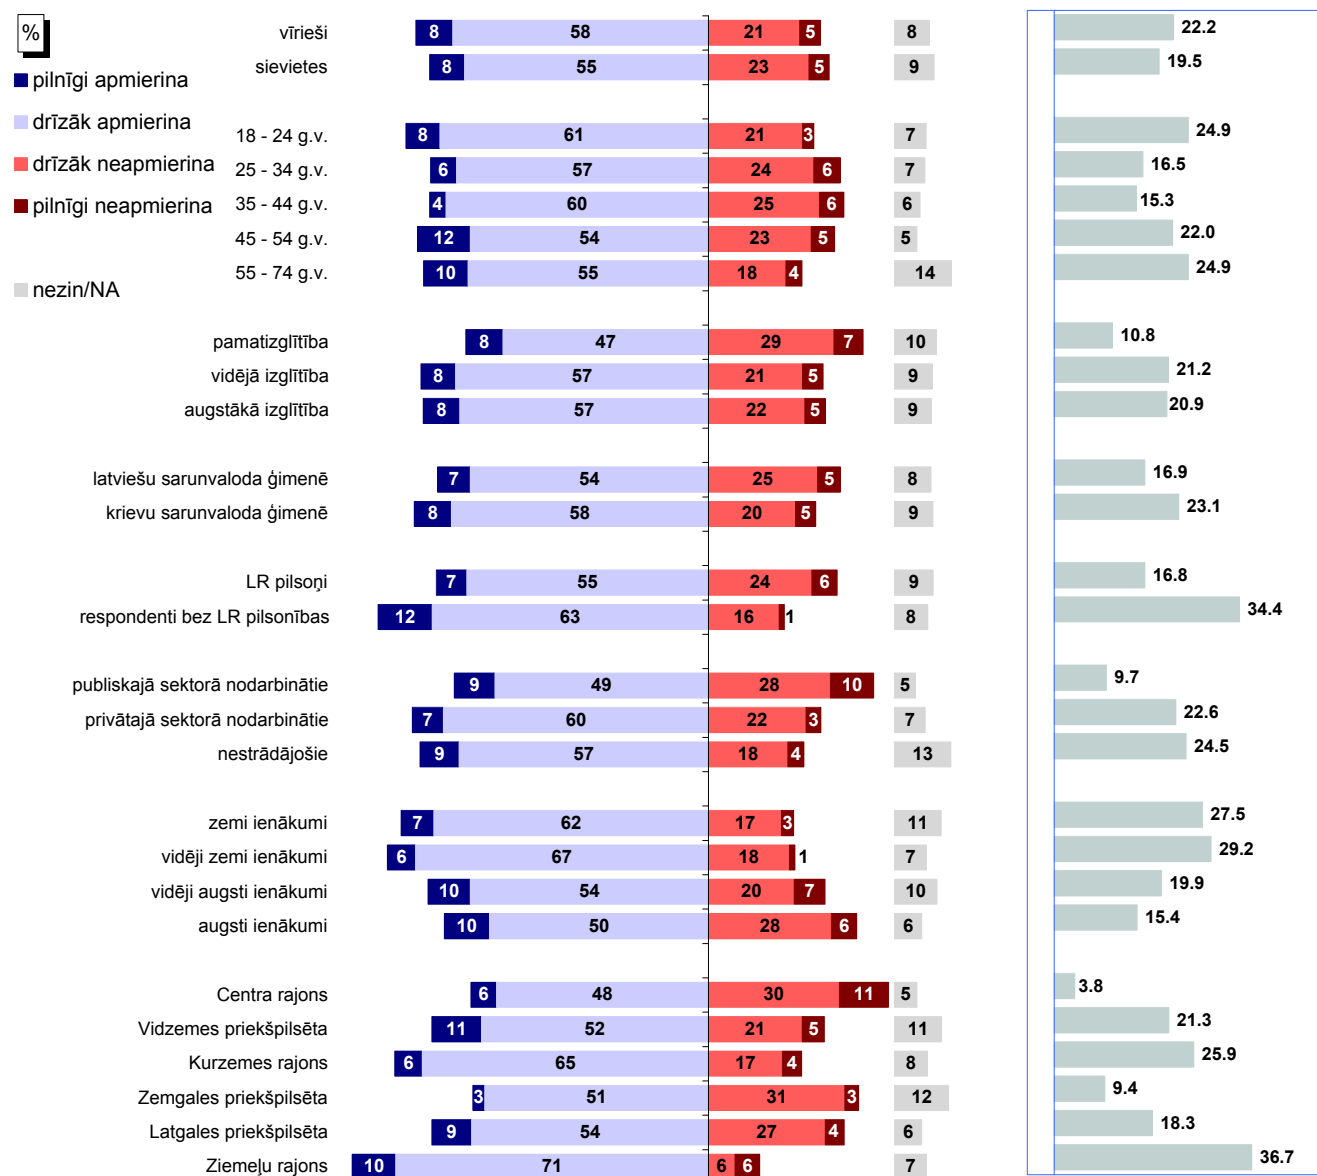 %
pilnīgi apmierina
drīzāk apmierina
drīzāk neapmierina
pilnīgi neapmierina
nezin/NA
vīrieši 8 58 21 5 8 22.2
sievietes 8 55 23 5 9 19.5
18 - 24 g.v. 8 61 21 3 7 24.9
25 - 34 g.v. 6 57 24 6 7 16.5
35 - 44 g.v. 4 60 25 6 6 15.3
45 - 54 g.v. 12 54 23 5 5 22.0
55 - 74 g.v. 10 55 18 4 14 24.9
pamatizglītība 8 47 29 7 10 10.8
vidējā izglītība 8 57 21 5 9 21.2
augstākā izglītība 8 57 22 5 9 20.9
latviešu sarunvaloda ģimenē 7 54 25 5 8 16.9
krievu sarunvaloda ģimenē 8 58 20 5 9 23.1
LR pilsoņi 7 55 24 6 9 16.8
respondenti bez LR pilsonības 12 63 16 1 8 34.4
publiskajā sektorā nodarbinātie 9 49 28 10 5 9.7
privātajā sektorā nodarbinātie 7 60 22 3 7 22.6
nestrādājošie 9 57 18 4 13 24.5
zemi ienākumi 7 62 17 3 11 27.5
vidēji zemi ienākumi 6 67 18 1 7 29.2
vidēji augsti ienākumi 10 54 20 7 10 19.9
augsti ienākumi 10 50 28 6 6 15.4
Centra rajons 6 48 30 11 5 3.8
Vidzemes priekšpilsēta 11 52 21 5 11 21.3
Kurzemes rajons 6 65 17 4 8 25.9
Zemgales priekšpilsēta 3 51 31 3 12 9.4
Latgales priekšpilsēta 9 54 27 4 6 18.3
Ziemeļu rajons 10 71 6 6 7 36.7